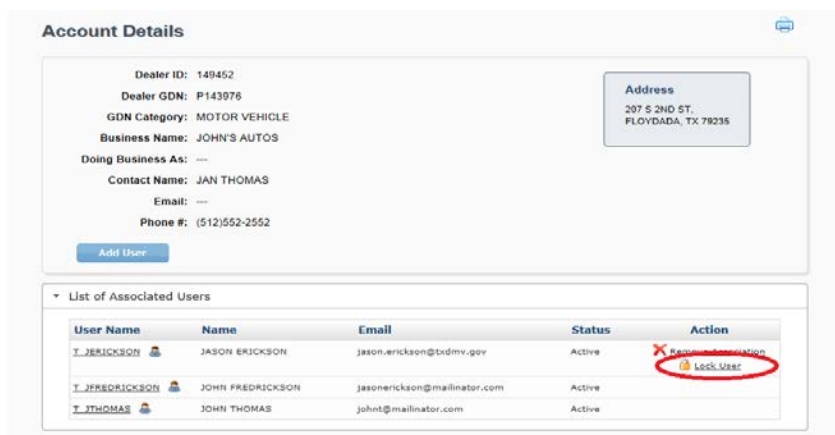 Account Details
Dealer ID: 149452
Dealer GDN: P143976
GDN Category: MOTOR VEHICLE
Business Name: JOHN'S AUTOS
Doing Business As: ---
Contact Name: JAN THOMAS
Email: ---
Phone #: (512)552-2552
Address
207 S 2ND ST,
FLOYDADA, TX 79235
Add User
List of Associated Users
User Name Name Email Status Action
T_JERICKSON JASON ERICKSON jason.erickson@txdmv.gov Active Remove Association
Lock User
T_JFREDRICKSON JOHN FREDRICKSON jasonerickson@mailinator.com Active
T_JTHOMAS JOHN THOMAS johnt@mailinator.com Active